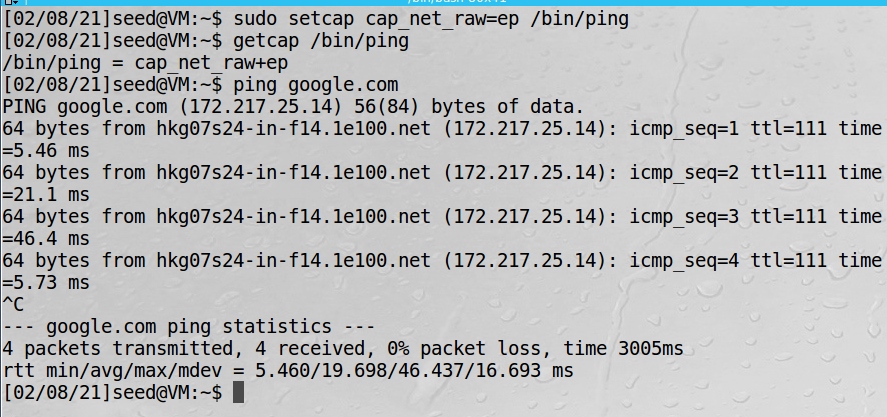 [02/08/21]seed@VM:~$ sudo setcap cap_net_raw=ep /bin/ping
[02/08/21]seed@VM:~$ getcap /bin/ping
/bin/ping = cap_net_raw+ep
[02/08/21]seed@VM:~$ ping google.com
PING google.com (172.217.25.14) 56(84) bytes of data.
64 bytes from hkg07s24-in-f14.1e100.net (172.217.25.14): icmp_seq=1 ttl=111 time
=5.46 ms
64 bytes from hkg07s24-in-f14.1e100.net (172.217.25.14): icmp_seq=2 ttl=111 time
=21.1 ms
64 bytes from hkg07s24-in-f14.1e100.net (172.217.25.14): icmp_seq=3 ttl=111 time
=46.4 ms
64 bytes from hkg07s24-in-f14.1e100.net (172.217.25.14): icmp_seq=4 ttl=111 time
=5.73 ms
^C
--- google.com ping statistics ---
4 packets transmitted, 4 received, 0% packet loss, time 3005ms
rtt min/avg/max/mdev = 5.460/19.698/46.437/16.693 ms
[02/08/21]seed@VM:~$